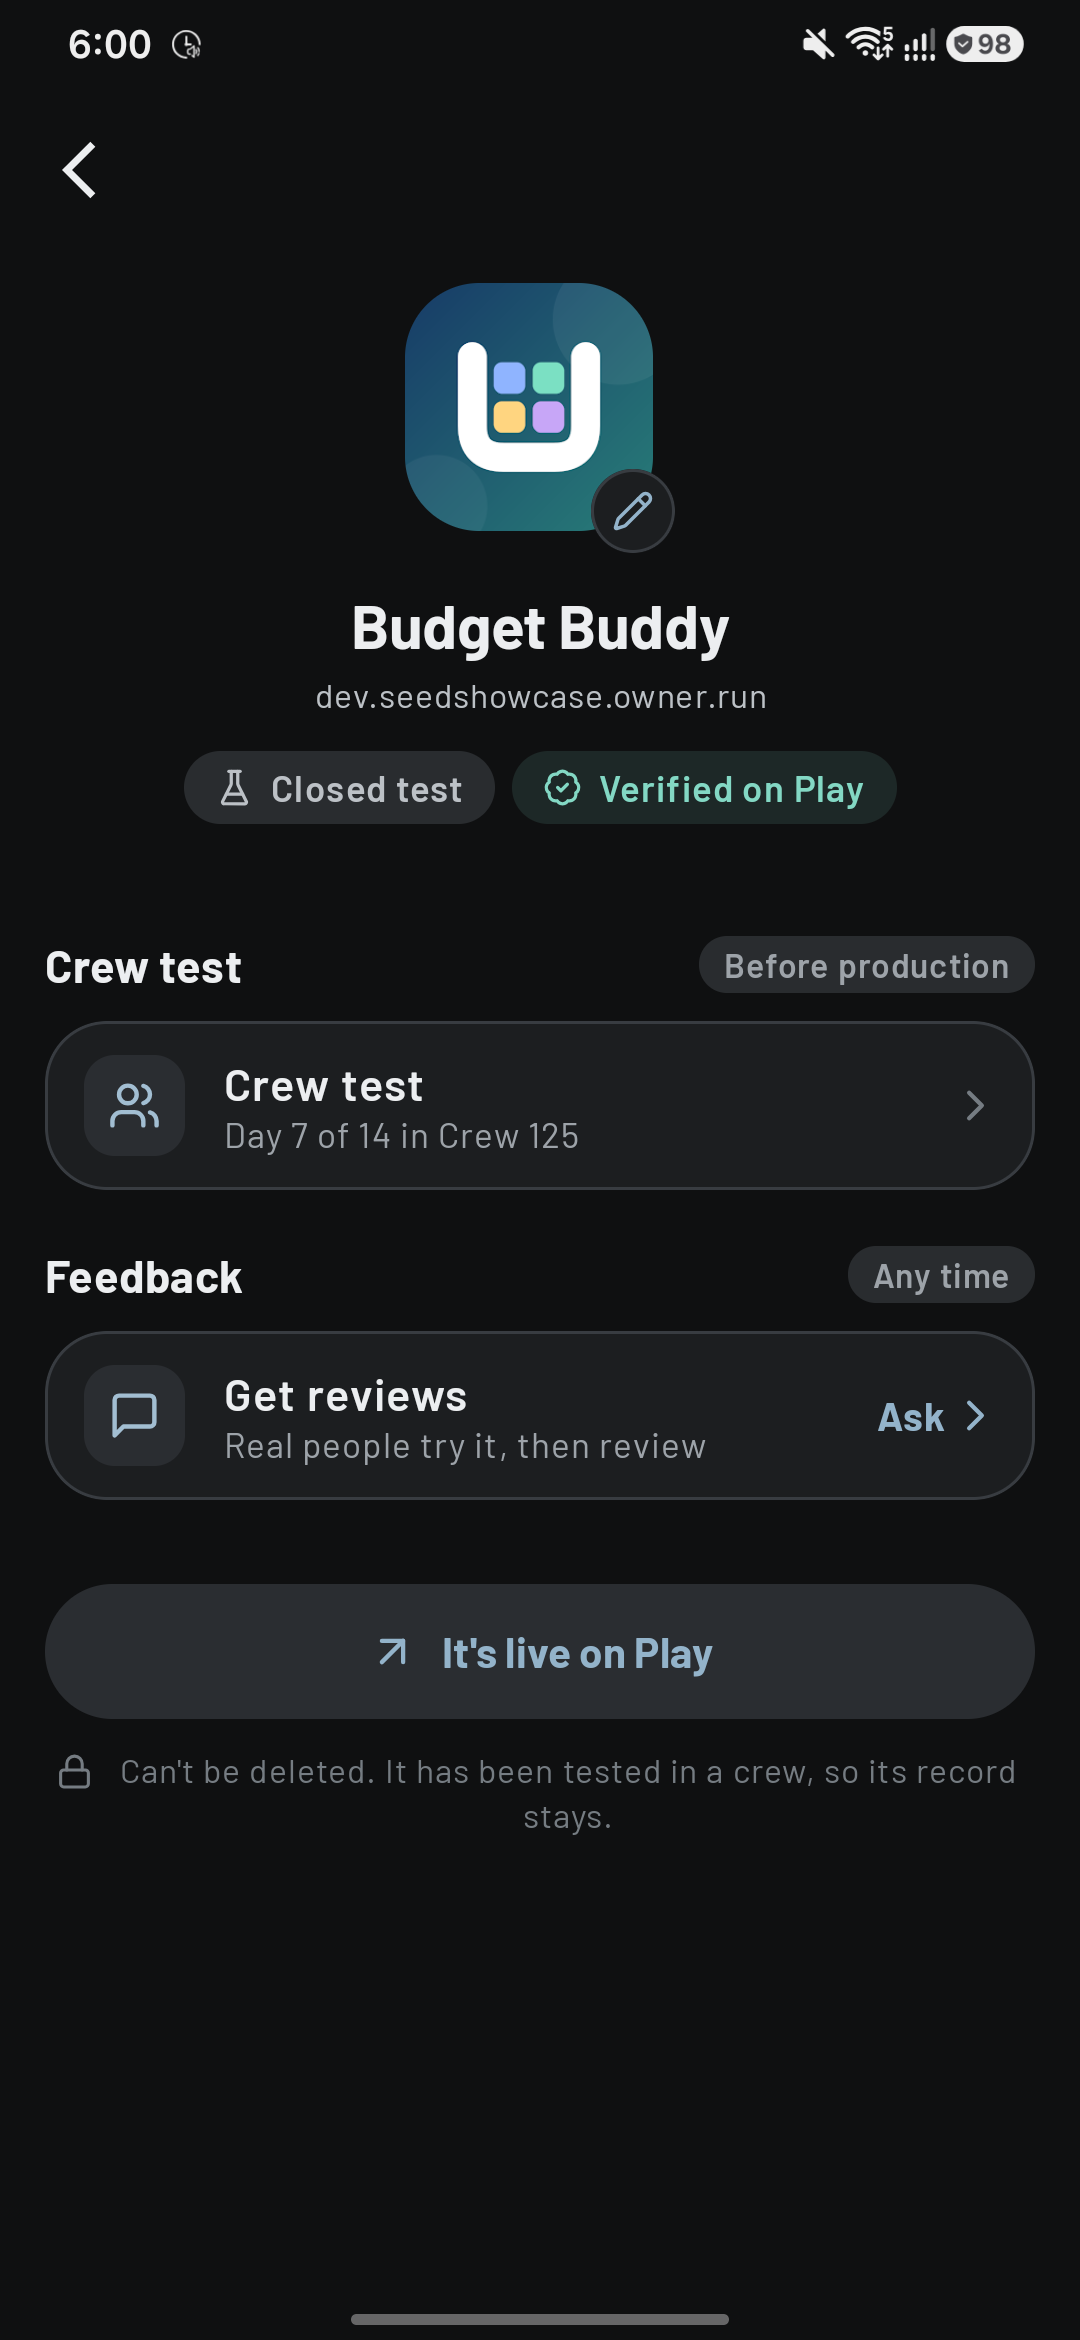 6:00
5
98
Budget Buddy
dev.seedshowcase.owner.run
Closed test
Verified on Play
Crew test
Before production
Crew test
Day 7 of 14 in Crew 125
Feedback
Any time
Get reviews
Real people try it, then review
Ask
It's live on Play
Can't be deleted. It has been tested in a crew, so its record
stays.